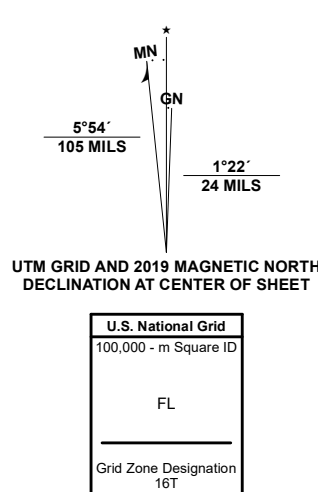 MN
GN
5°54´
105 MILS
1°22´
24 MILS
UTM GRID AND 2019 MAGNETIC NORTH
DECLINATION AT CENTER OF SHEET
U.S. National Grid
100,000 - m Square ID
FL
Grid Zone Designation
16T